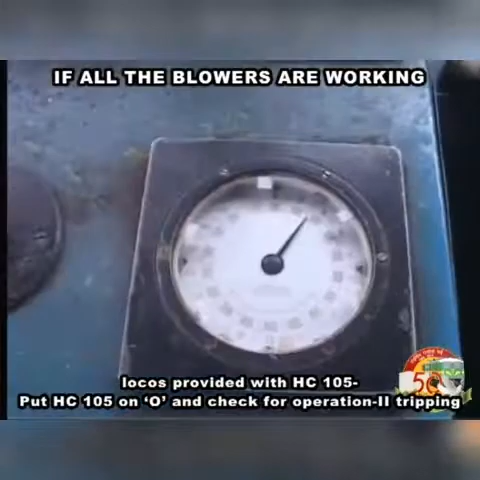 IF ALL THE BLOWERS ARE WORKING
locos provided with HC 105-
Put HC 105 on ‘O’ and check for operation-II tripping
50